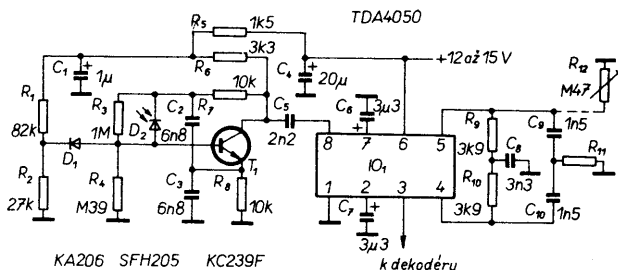 R5 1k5 TDA4050
R6 3k3
C1 1μ
C4 20μ
+12 až 15 V
R12 M47
R1 82k
R3 1M
D2
C2 6n8
R7 10k
C5 2n2
C6 3μ3
R9 3k9
C8 3n3
C9 1n5
R11
D1
T1
8 7 6 5
IO1
1 2 3 4
R10 3k9
C10 1n5
R2 27k
R4 M39
C3 6n8
R8 10k
C7 3μ3
KA206 SFH205 KC239F
k dekodéru